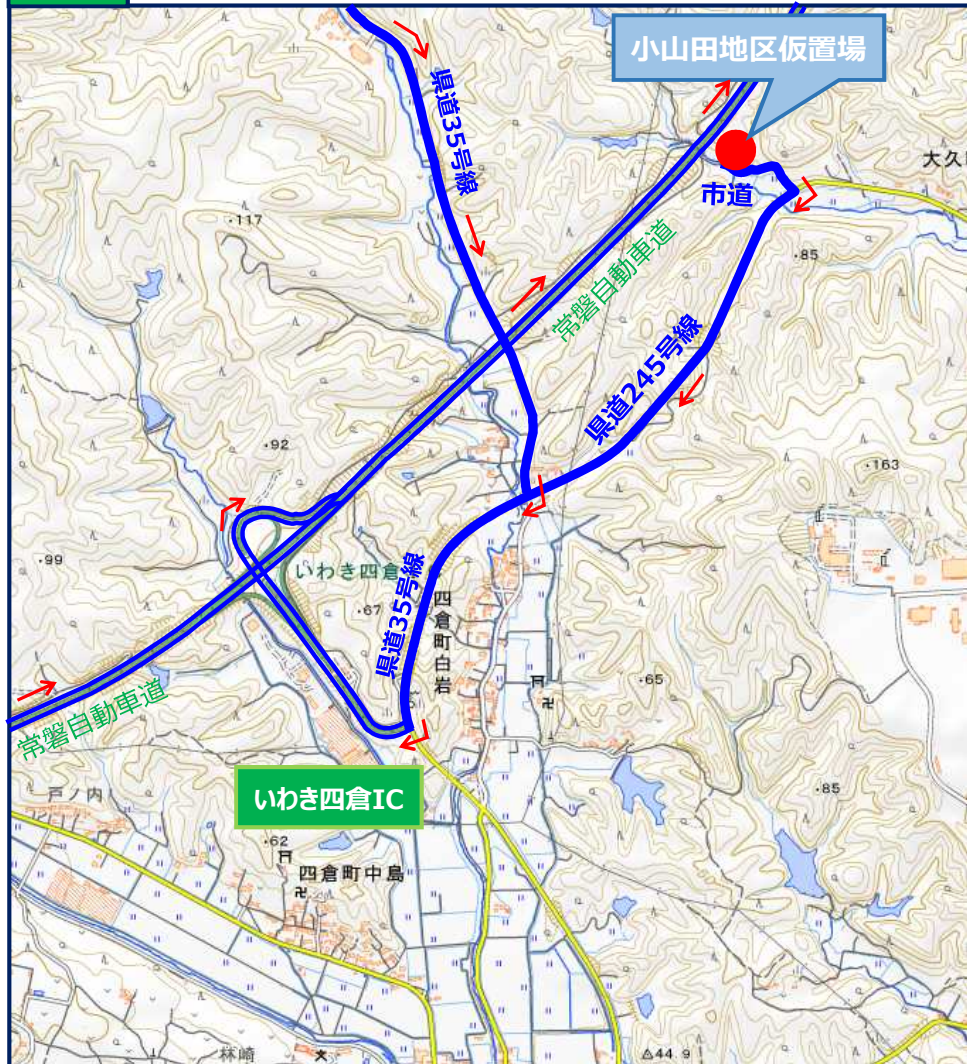 小山田地区仮置場
県道35号線
大久
市道
・117
・85
常磐自動車道
県道245号線
・92
・163
・99
いわき四倉
・67
県道35号線
四倉町白岩
・65
常磐自動車道
いわき四倉IC
戸ノ内
・85
・62
四倉町中島
林崎
△44.9